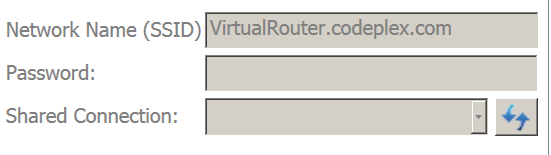 Network Name (SSID) VirtualRouter.codeplex.com
Password:
Shared Connection: